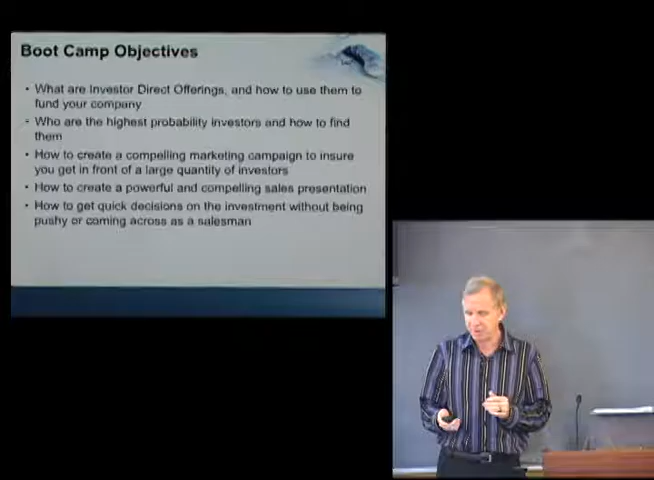 Boot Camp Objectives
• What are Investor Direct Offerings, and how to use them to
fund your company
• Who are the highest probability investors and how to find
them
• How to create a compelling marketing campaign to insure
you get in front of a large quantity of investors
• How to create a powerful and compelling sales presentation
• How to get quick decisions on the investment without being
pushy or coming across as a salesman